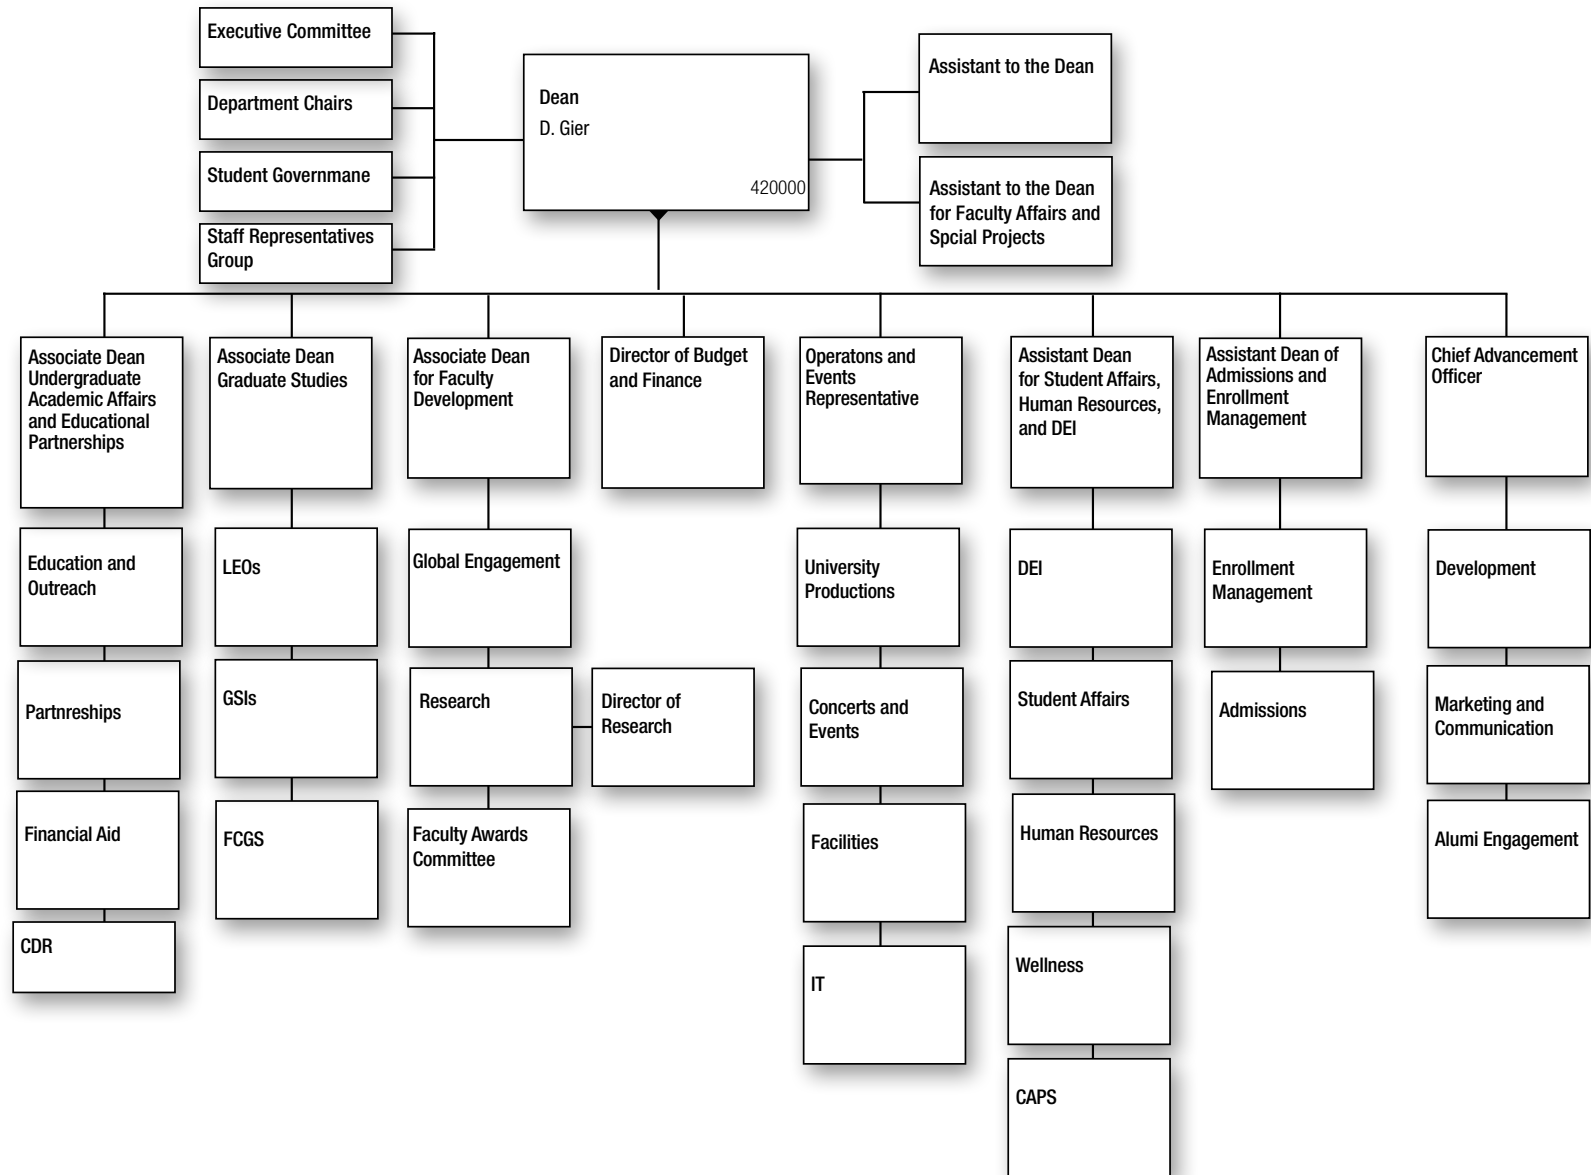 Executive Committee
Department Chairs
Student Governmane
Staff Representatives
Group
Dean
D. Gier
420000
Assistant to the Dean
Assistant to the Dean
for Faculty Affairs and
Spcial Projects
Associate Dean
Undergraduate
Academic Affairs
and Educational
Partnerships
Associate Dean
Graduate Studies
Associate Dean
for Faculty
Development
Director of Budget
and Finance
Operatons and
Events
Representative
Assistant Dean
for Student Affairs,
Human Resources,
and DEI
Assistant Dean of
Admissions and
Enrollment
Management
Chief Advancement
Officer
Education and
Outreach
LEOs
Global Engagement
University
Productions
DEI
Enrollment
Management
Development
Partnreships
GSIs
Research
Director of
Research
Concerts and
Events
Student Affairs
Admissions
Marketing and
Communication
Financial Aid
FCGS
Faculty Awards
Committee
Facilities
Human Resources
Alumi Engagement
CDR
IT
Wellness
CAPS